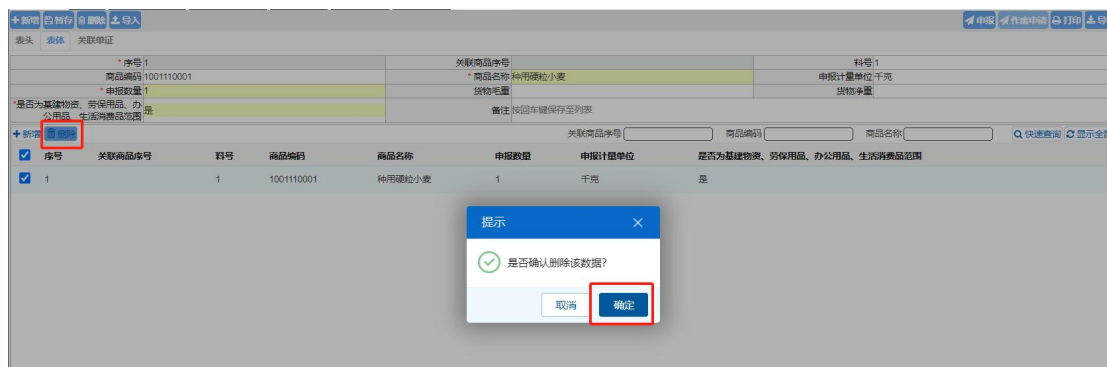 +新增 暂存 删除 导入 申报 作废申请 打印 导
表头 表体 关联单证
*序号 1 关联商品序号 料号 1
商品编码 1001110001 *商品名称 种用硬粒小麦 申报计量单位 千克
*申报数量 1 货物毛重 货物净重
*是否为基建物资、劳保用品、办公用品、生活消费品范围 是 备注 按回车键保存至列表
+新增 删除 关联商品序号 商品编码 商品名称 快速查询 显示全部
序号 关联商品序号 料号 商品编码 商品名称 申报数量 申报计量单位 是否为基建物资、劳保用品、办公用品、生活消费品范围
1 1 1001110001 种用硬粒小麦 1 千克 是
提示
是否确认删除该数据?
取消 确定